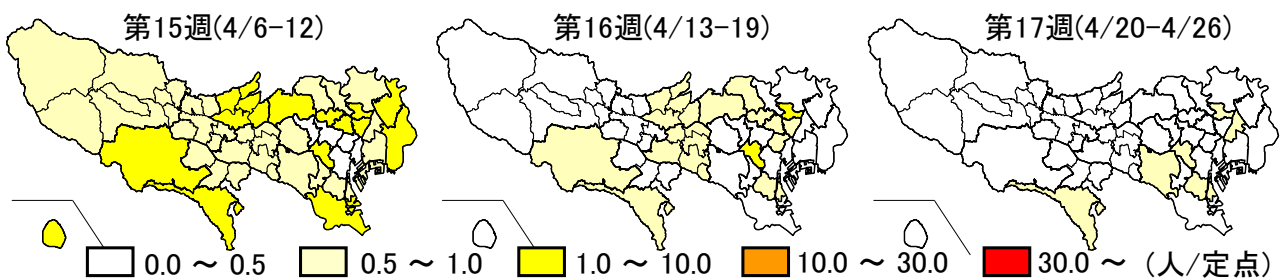 第15週(4/6-12)
第16週(4/13-19)
第17週(4/20-4/26)
0.0 ～ 0.5
0.5 ～ 1.0
1.0 ～ 10.0
10.0 ～ 30.0
30.0 ～ (人/定点)